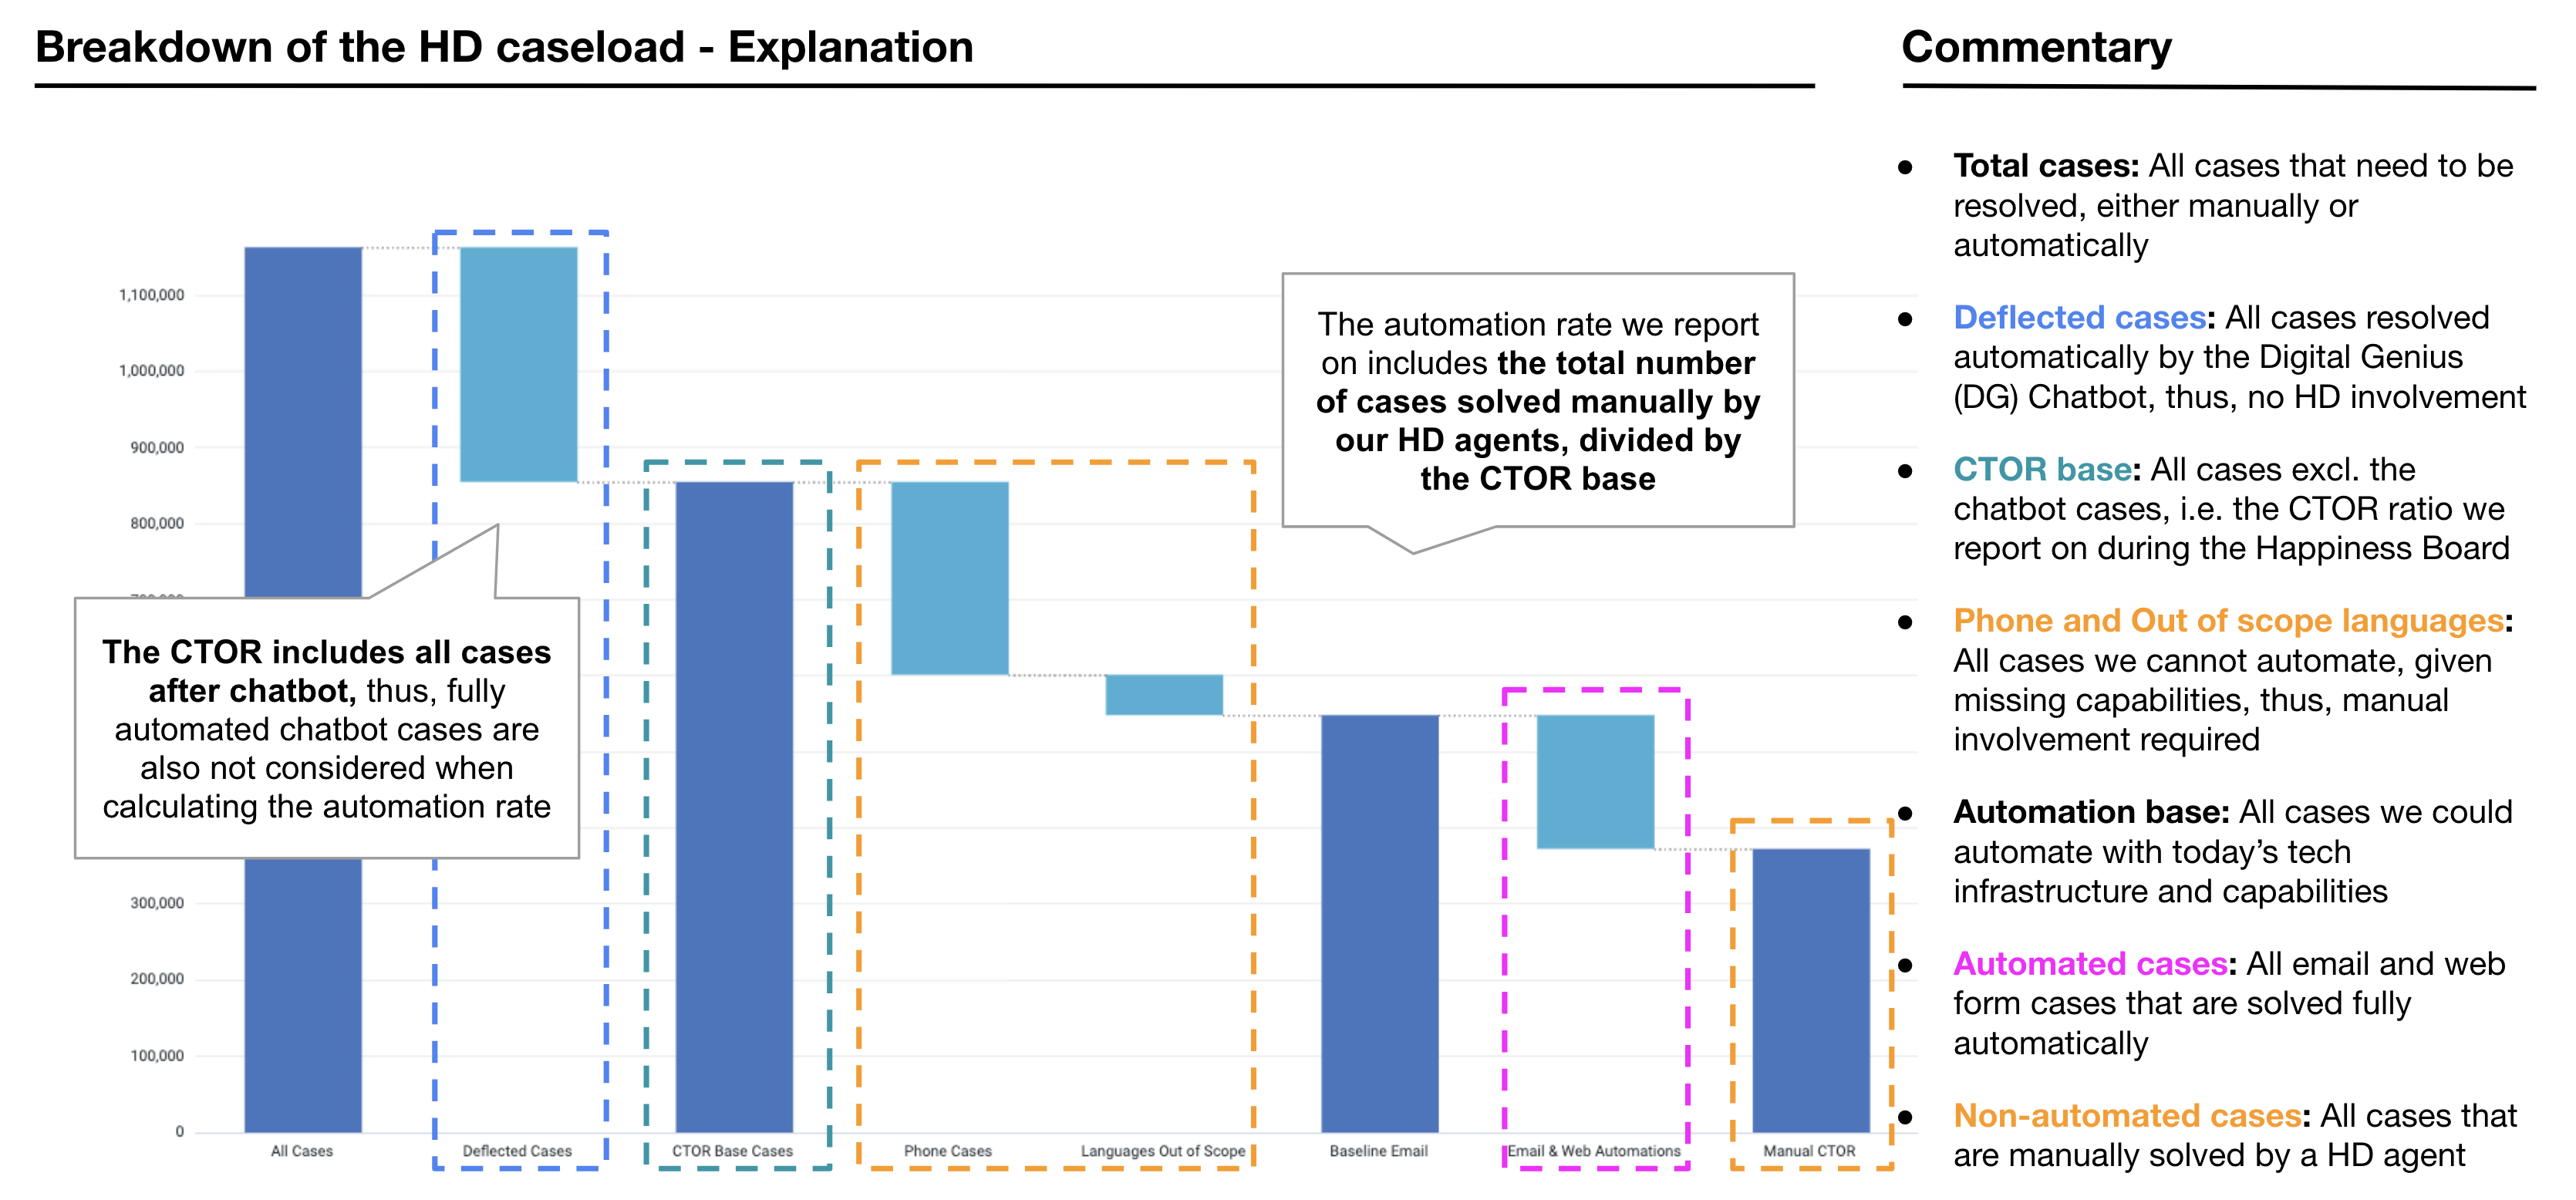 Breakdown of the HD caseload - Explanation
Commentary
1,100,000
1,000,000
900,000
800,000
300,000
200,000
100,000
0
The automation rate we report
on includes the total number
of cases solved manually by
our HD agents, divided by
the CTOR base
The CTOR includes all cases
after chatbot, thus, fully
automated chatbot cases are
also not considered when
calculating the automation rate
All Cases
Deflected Cases
CTOR Base Cases
Phone Cases
Languages Out of Scope
Baseline Email
Email & Web Automations
Manual CTOR
● Total cases: All cases that need to be
resolved, either manually or
automatically
● Deflected cases: All cases resolved
automatically by the Digital Genius
(DG) Chatbot, thus, no HD involvement
● CTOR base: All cases excl. the
chatbot cases, i.e. the CTOR ratio we
report on during the Happiness Board
● Phone and Out of scope languages:
All cases we cannot automate, given
missing capabilities, thus, manual
involvement required
● Automation base: All cases we could
automate with today’s tech
infrastructure and capabilities
● Automated cases: All email and web
form cases that are solved fully
automatically
● Non-automated cases: All cases that
are manually solved by a HD agent